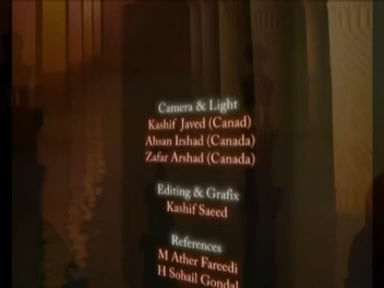 Camera & Light
Kashif Javed (Canad)
Ahsan Irshad (Canada)
Zafar Arshad (Canada)
Editing & Grafix
Kashif Saeed
References
M Ather Fareedi
H Sohail Gondal